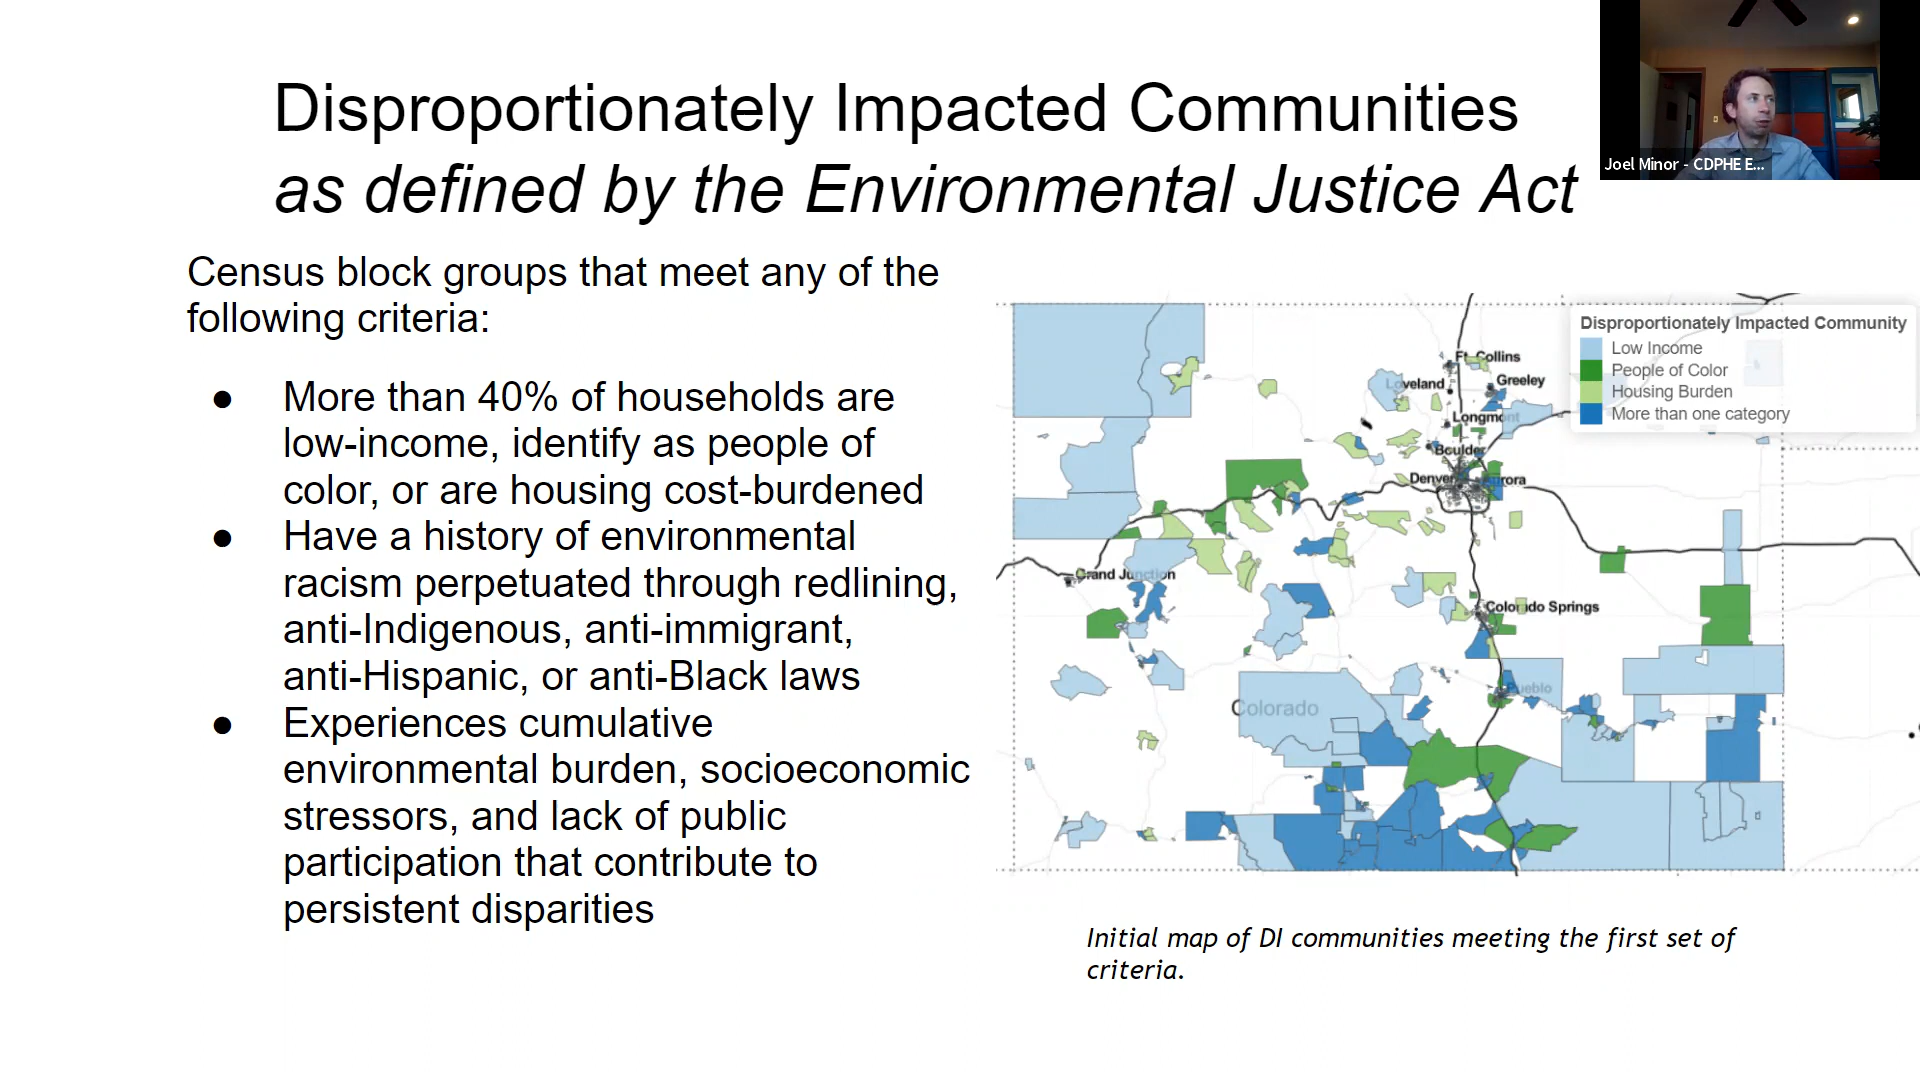 Disproportionately Impacted Communities
as defined by the Environmental Justice Act
Joel Minor - CDPHE E...
Census block groups that meet any of the
following criteria:
● More than 40% of households are
low-income, identify as people of
color, or are housing cost-burdened
● Have a history of environmental
racism perpetuated through redlining,
anti-Indigenous, anti-immigrant,
anti-Hispanic, or anti-Black laws
● Experiences cumulative
environmental burden, socioeconomic
stressors, and lack of public
participation that contribute to
persistent disparities
Disproportionately Impacted Community
Low Income
People of Color
Housing Burden
More than one category
Ft. Collins
Loveland
Greeley
Longmont
Boulder
Denver
Aurora
Grand Junction
Colorado Springs
Pueblo
Colorado
Initial map of DI communities meeting the first set of
criteria.